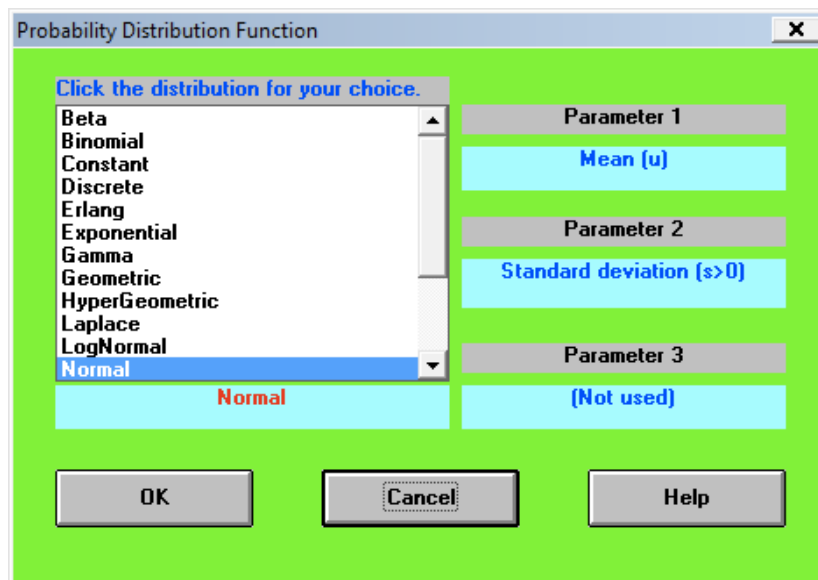 Probability Distribution Function
Click the distribution for your choice.
Beta
Binomial
Constant
Discrete
Erlang
Exponential
Gamma
Geometric
HyperGeometric
Laplace
LogNormal
Normal
Normal
Parameter 1
Mean (u)
Parameter 2
Standard deviation (s>0)
Parameter 3
(Not used)
OK
Cancel
Help